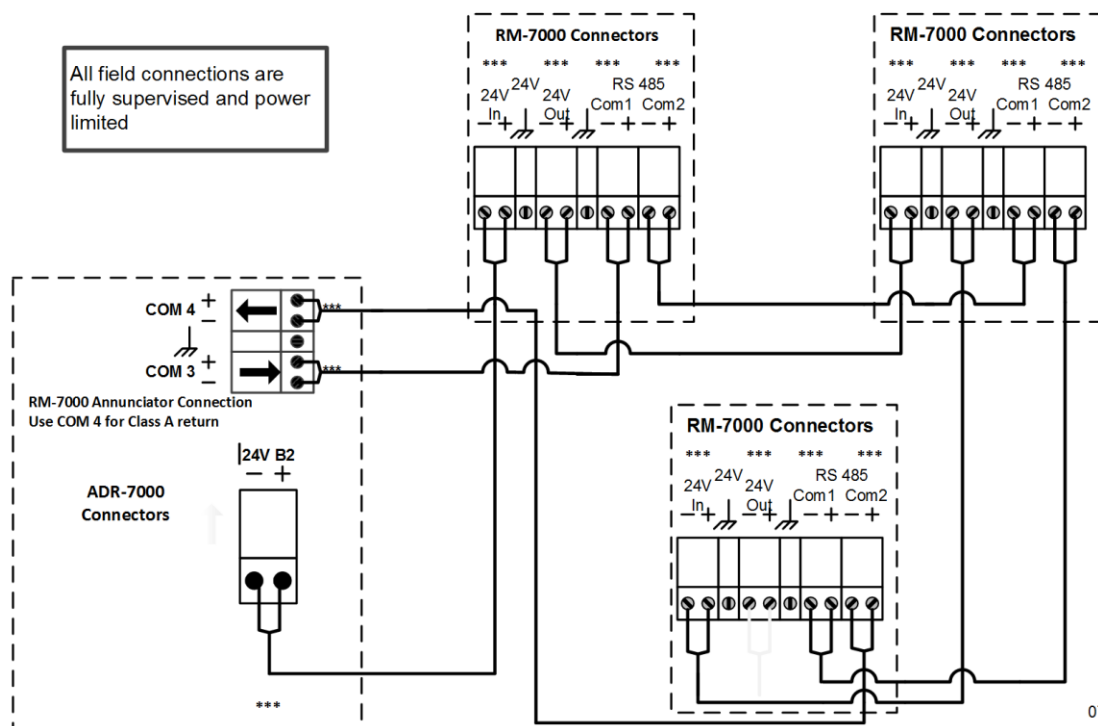 All field connections are
fully supervised and power
limited
RM-7000 Connectors
*** *** *** ***
24V 24V 24V RS 485
In Out Com1 Com2
− + − + − + − +
RM-7000 Connectors
*** *** *** ***
24V 24V 24V RS 485
In Out Com1 Com2
− + − + − + − +
COM 4 + −
***
COM 3 + −
***
RM-7000 Annunciator Connection
Use COM 4 for Class A return
24V B2
− +
ADR-7000
Connectors
***
RM-7000 Connectors
*** *** *** ***
24V 24V 24V RS 485
In Out Com1 Com2
− + − + − + − +